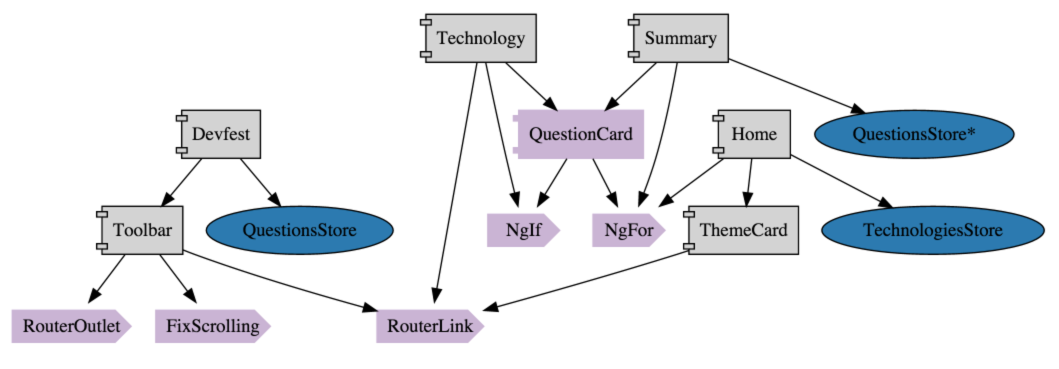 Technology
Summary
Devfest
QuestionCard
Home
QuestionsStore*
Toolbar
QuestionsStore
NgIf
NgFor
ThemeCard
TechnologiesStore
RouterOutlet
FixScrolling
RouterLink